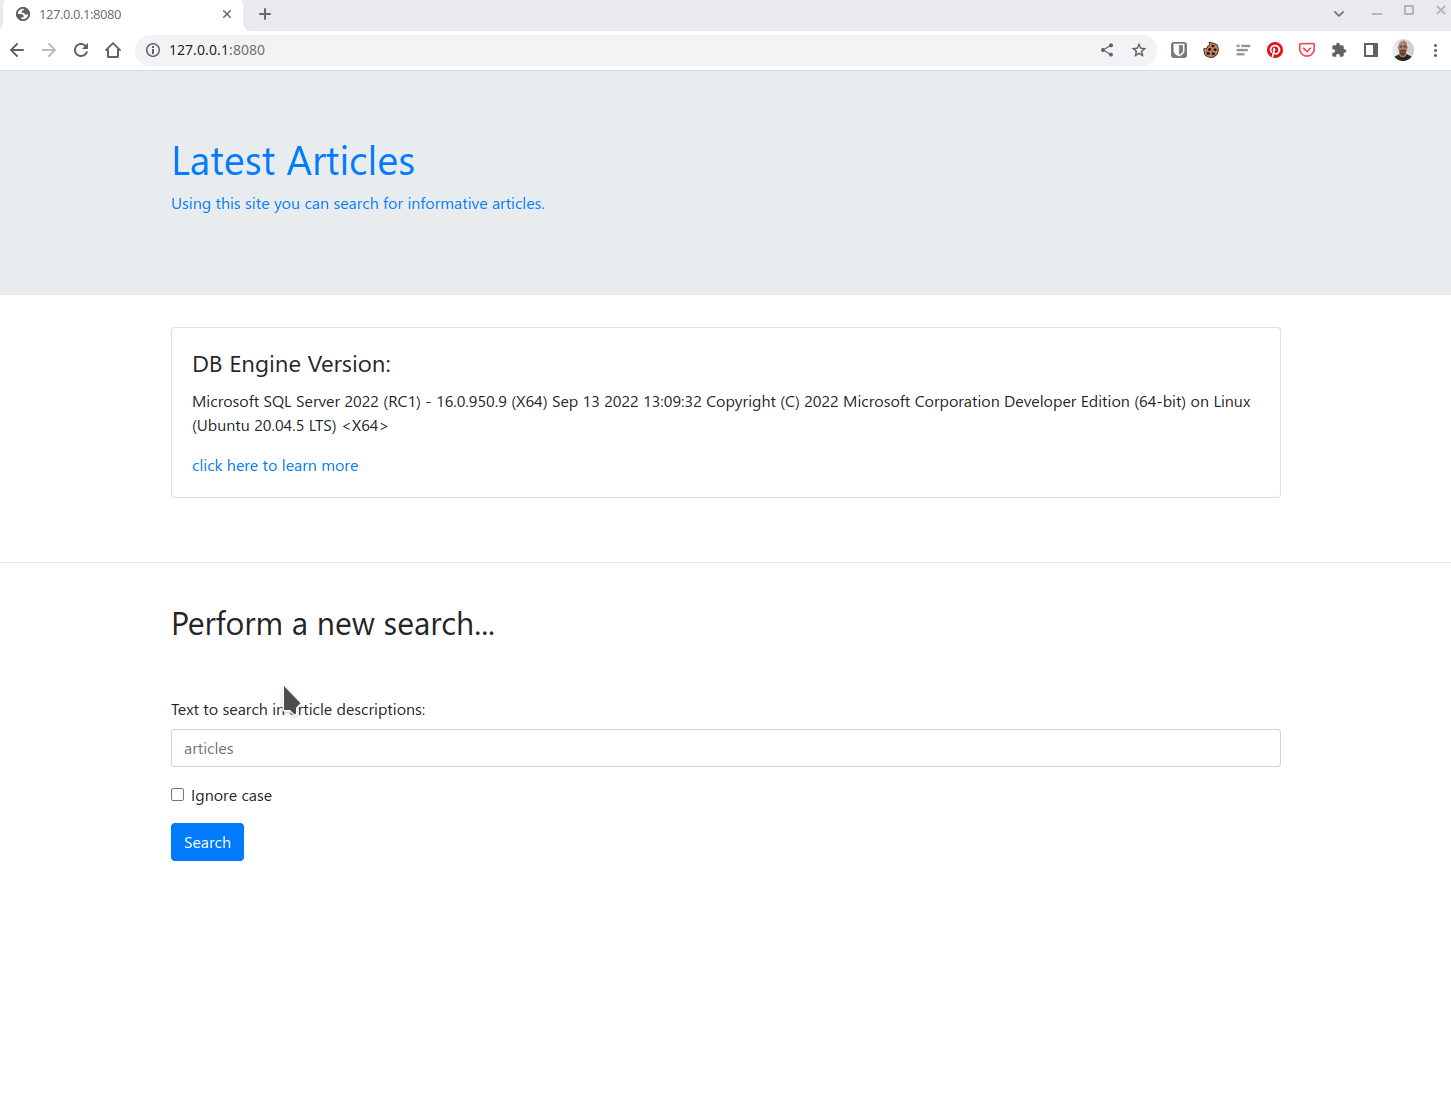 127.0.0.1:8080
127.0.0.1:8080
Latest Articles
Using this site you can search for informative articles.
DB Engine Version:
Microsoft SQL Server 2022 (RC1) - 16.0.950.9 (X64) Sep 13 2022 13:09:32 Copyright (C) 2022 Microsoft Corporation Developer Edition (64-bit) on Linux
(Ubuntu 20.04.5 LTS) <X64>
click here to learn more
Perform a new search...
Text to search in article descriptions:
articles
Ignore case
Search